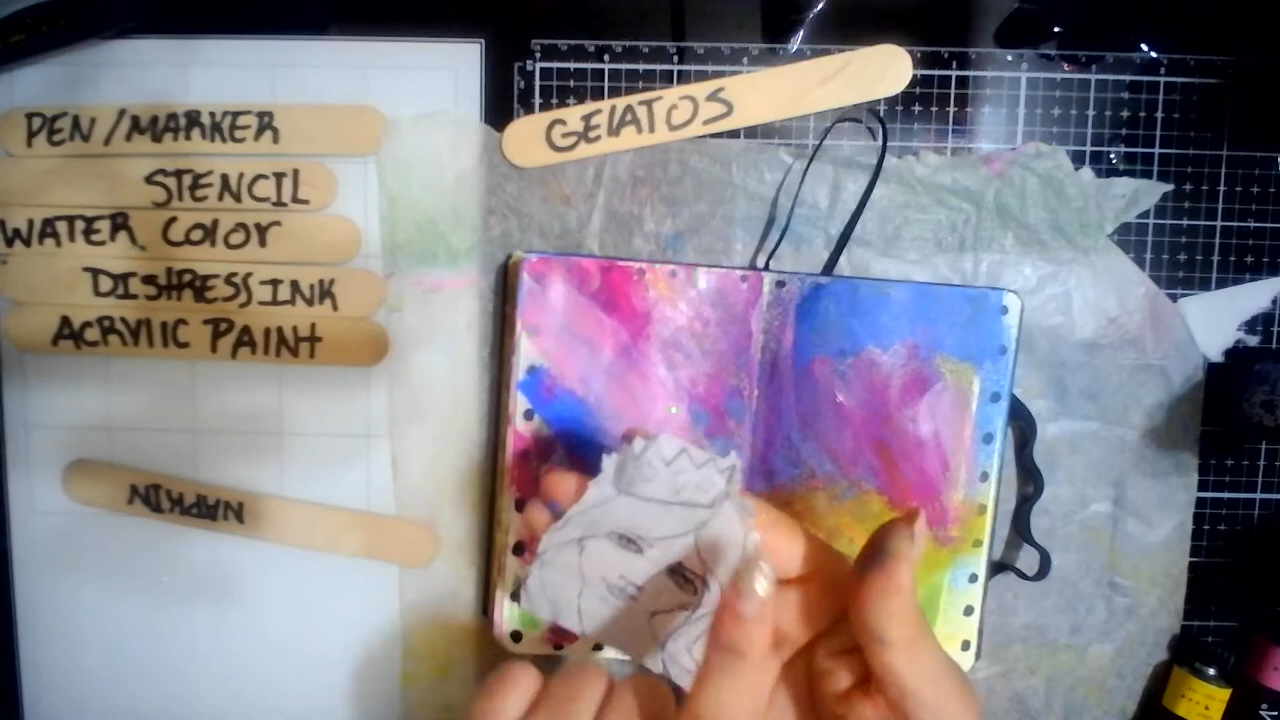 GELATOS
PEN/MARKER
STENCIL
WATER COlOR
DISTRESS INK
ACRYlIC PAINt
NAPKIN